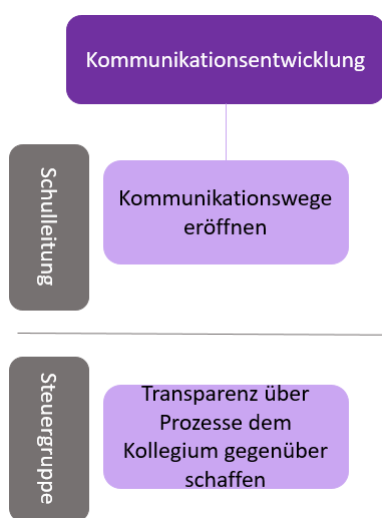 Kommunikationsentwicklung
Schulleitung
Kommunikationswege
eröffnen
Steuergruppe
Transparenz über
Prozesse dem
Kollegium gegenüber
schaffen